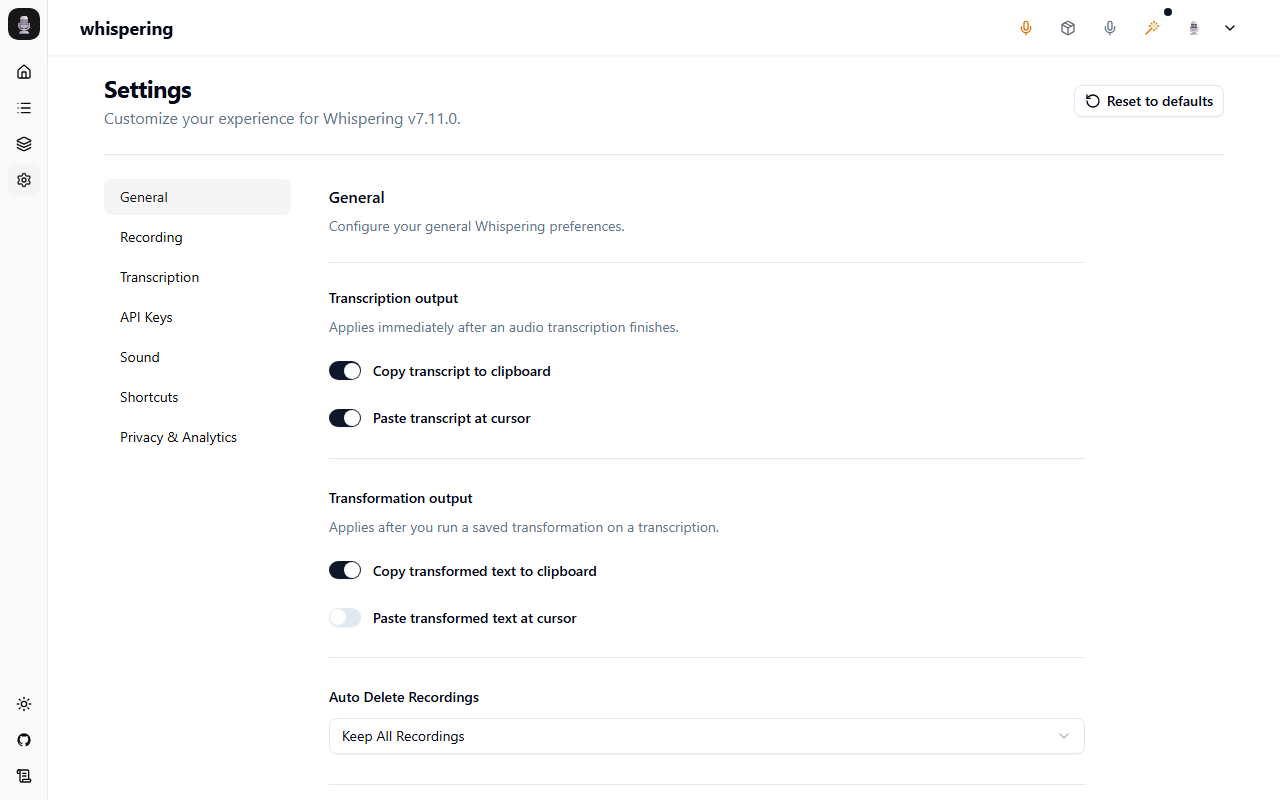 whispering
Settings
Customize your experience for Whispering v7.11.0.
Reset to defaults
General
Recording
Transcription
API Keys
Sound
Shortcuts
Privacy & Analytics
General
Configure your general Whispering preferences.
Transcription output
Applies immediately after an audio transcription finishes.
Copy transcript to clipboard
Paste transcript at cursor
Transformation output
Applies after you run a saved transformation on a transcription.
Copy transformed text to clipboard
Paste transformed text at cursor
Auto Delete Recordings
Keep All Recordings